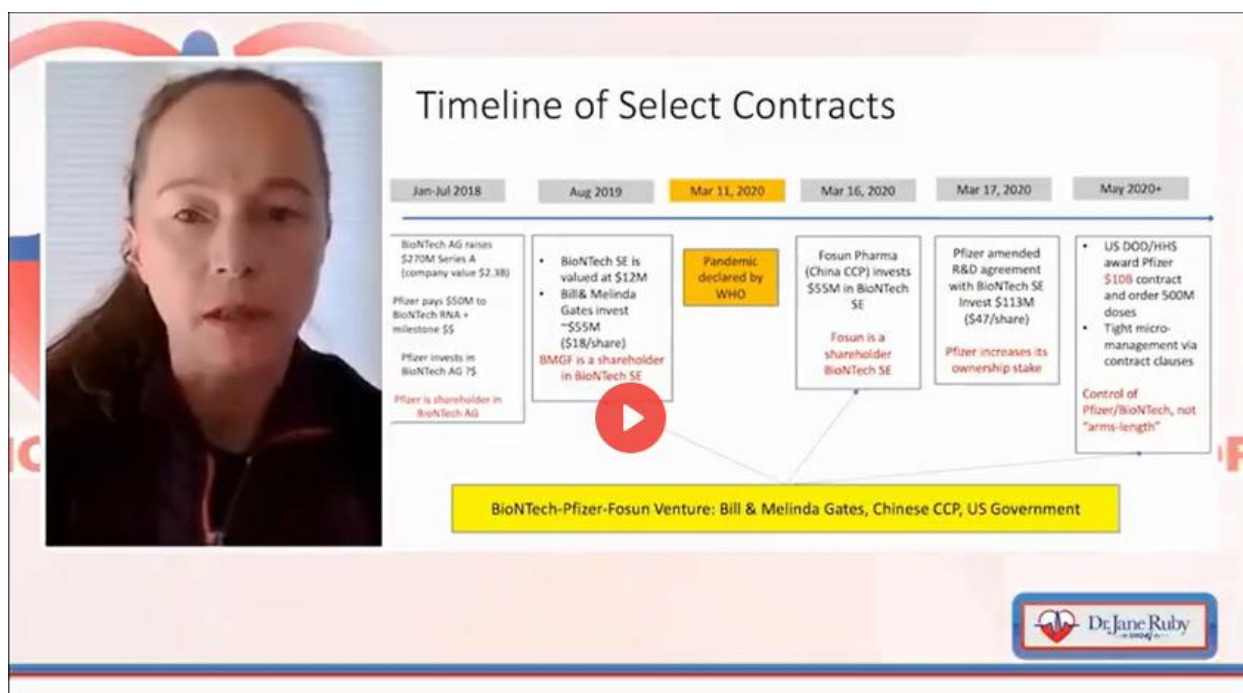 Timeline of Select Contracts
Jan-Jul 2018
Aug 2019
Mar 11, 2020
Mar 16, 2020
Mar 17, 2020
May 2020+
BioNTech AG raises
$270M Series A
(company value $2.3B)
Pfizer pays $50M to
BioNTech RNA +
milestone $$
Pfizer invests in
BioNTech AG ?$
Pfizer is shareholder in
BioNTech AG
• BioNTech SE is
valued at $12M
• Bill& Melinda
Gates invest
~$55M
($18/share)
BMGF is a shareholder
in BioNTech SE
Pandemic
declared by
WHO
Fosun Pharma
(China CCP) invests
$55M in BioNTech
SE
Fosun is a
shareholder
BioNTech SE
Pfizer amended
R&D agreement
with BioNTech SE
Invest $113M
($47/share)
Pfizer increases its
ownership stake
• US DOD/HHS
award Pfizer
$10B contract
and order 500M
doses
• Tight micro-
management via
contract clauses
Control of
Pfizer/BioNTech, not
"arms-length"
BioNTech-Pfizer-Fosun Venture: Bill & Melinda Gates, Chinese CCP, US Government
Dr. Jane Ruby
SHOW